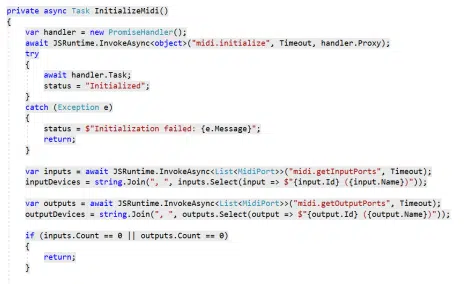 private async Task InitializeMidi()
{
    var handler = new PromiseHandler();
    await JSRuntime.InvokeAsync<object>("midi.initialize", Timeout, handler.Proxy);
    try
    {
        await handler.Task;
        status = "Initialized";
    }
    catch (Exception e)
    {
        status = $"Initialization failed: {e.Message}";
        return;
    }

    var inputs = await JSRuntime.InvokeAsync<List<MidiPort>>("midi.getInputPorts", Timeout);
    inputDevices = string.Join(", ", inputs.Select(input => $"{input.Id} ({input.Name})"));

    var outputs = await JSRuntime.InvokeAsync<List<MidiPort>>("midi.getOutputPorts", Timeout);
    outputDevices = string.Join(", ", outputs.Select(output => $"{output.Id} ({output.Name})"));

    if (inputs.Count == 0 || outputs.Count == 0)
    {
        return;
    }